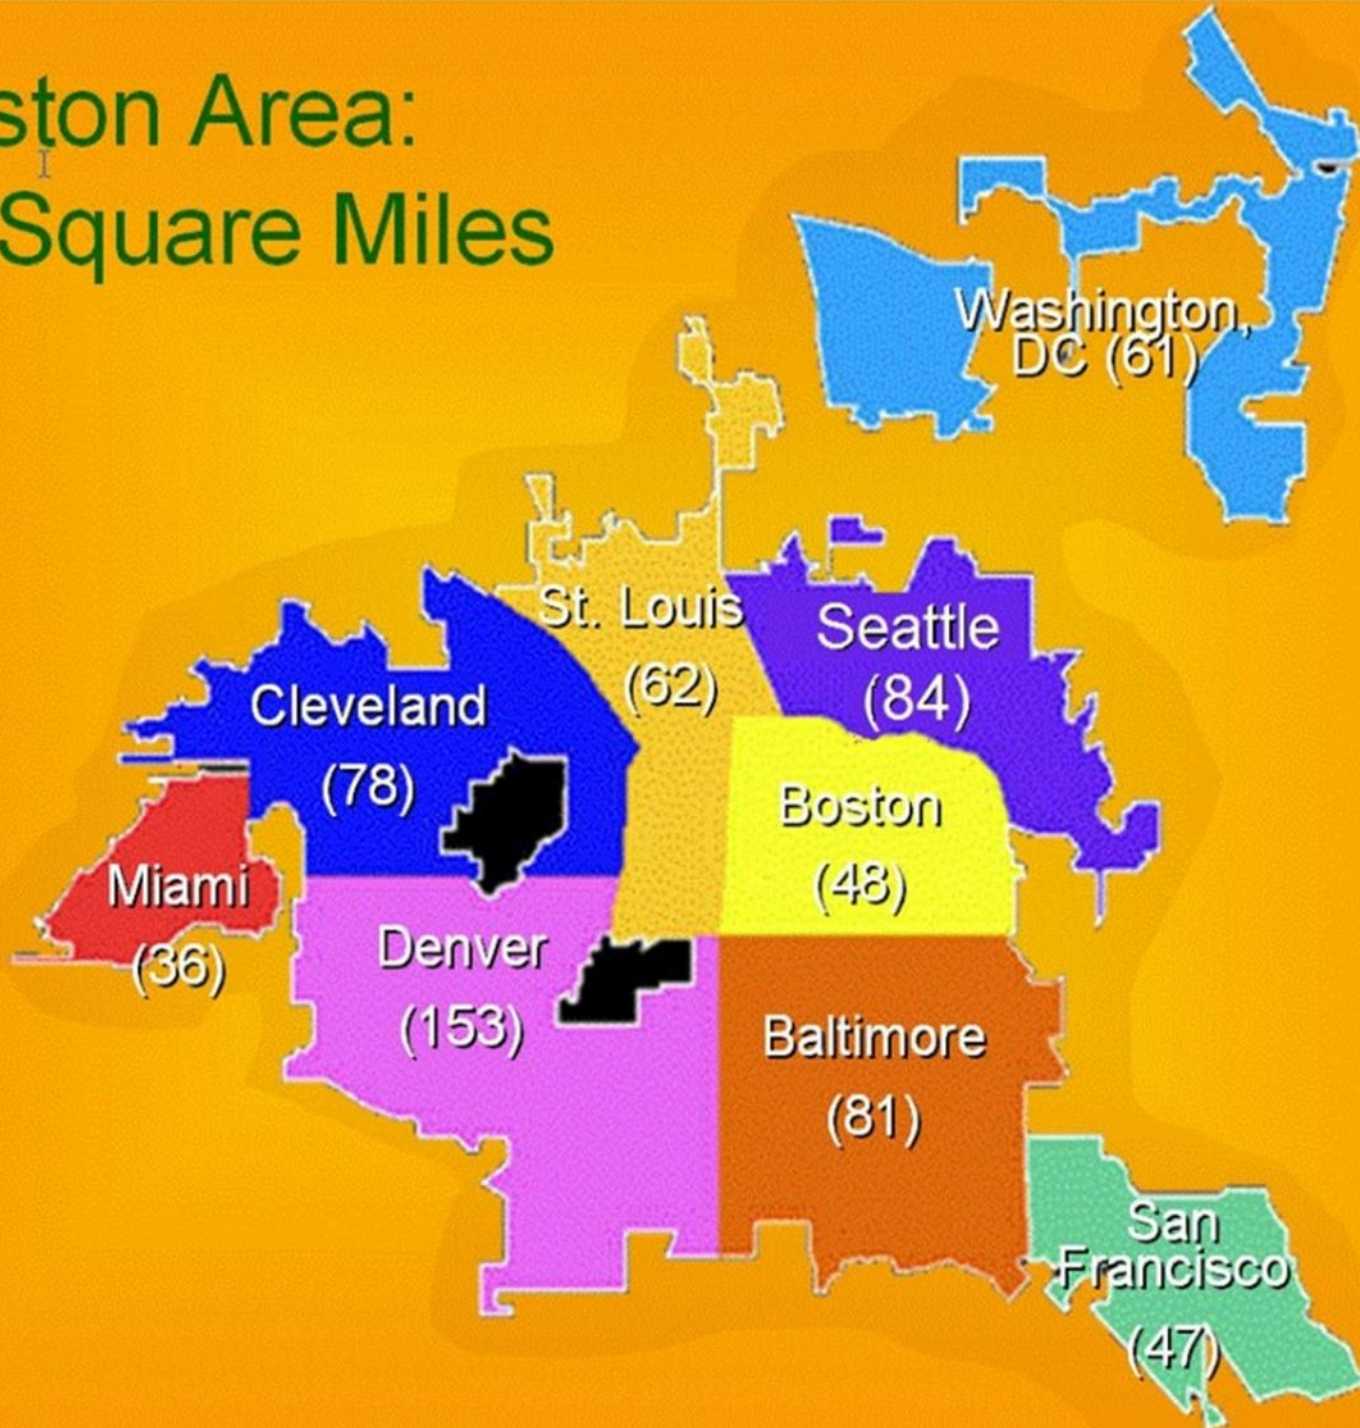 ston Area:
Square Miles
Washington,
DC (61)
St. Louis
(62)
Seattle
(84)
Cleveland
(78)
Boston
(48)
Miami
(36)
Denver
(153)
Baltimore
(81)
San
Francisco
(47)